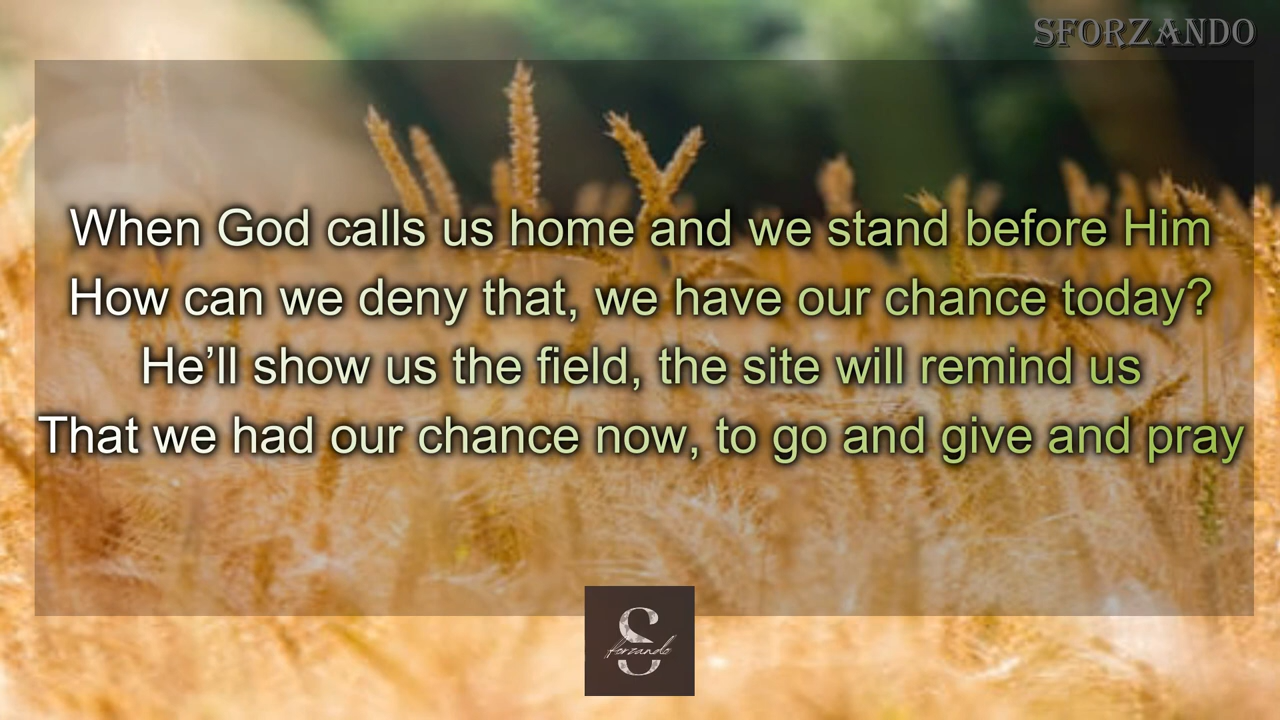 SFORZANDO
When God calls us home and we stand before Him
How can we deny that, we have our chance today?
He’ll show us the field, the site will remind us
That we had our chance now, to go and give and pray
S
forzando